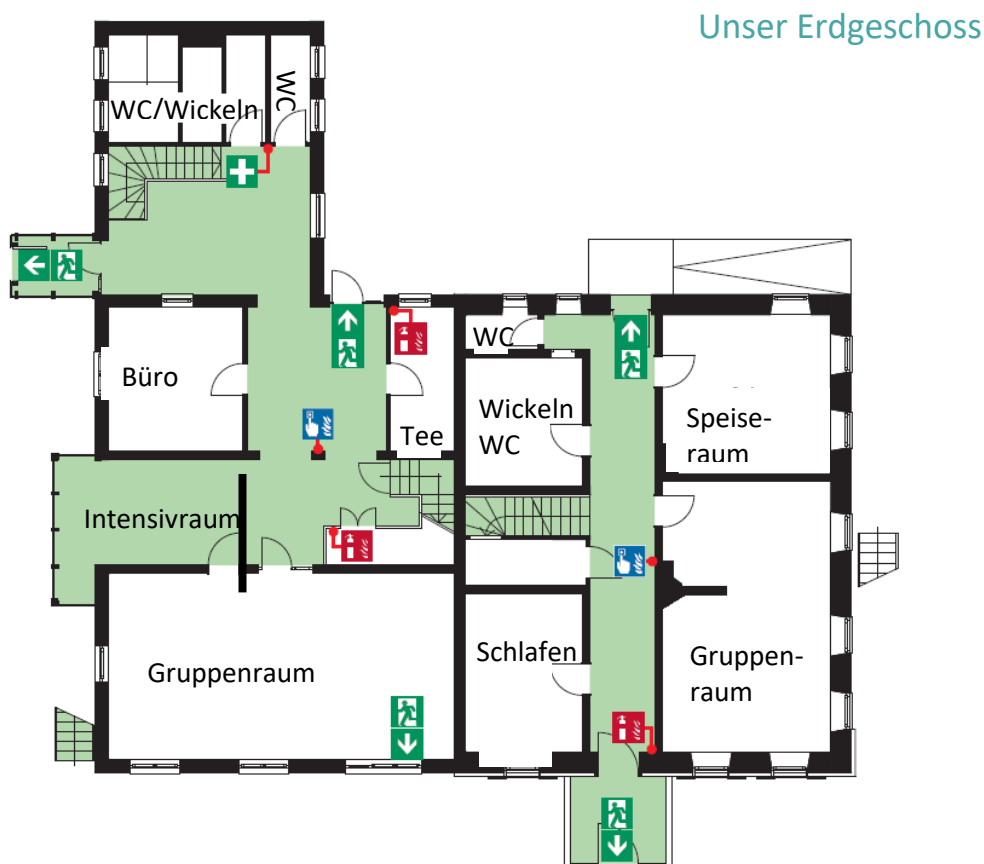 Unser Erdgeschoss
WC/Wickeln
WC
Büro
Tee
WC
Wickeln
WC
Speise-
raum
Intensivraum
Gruppenraum
Schlafen
Gruppen-
raum